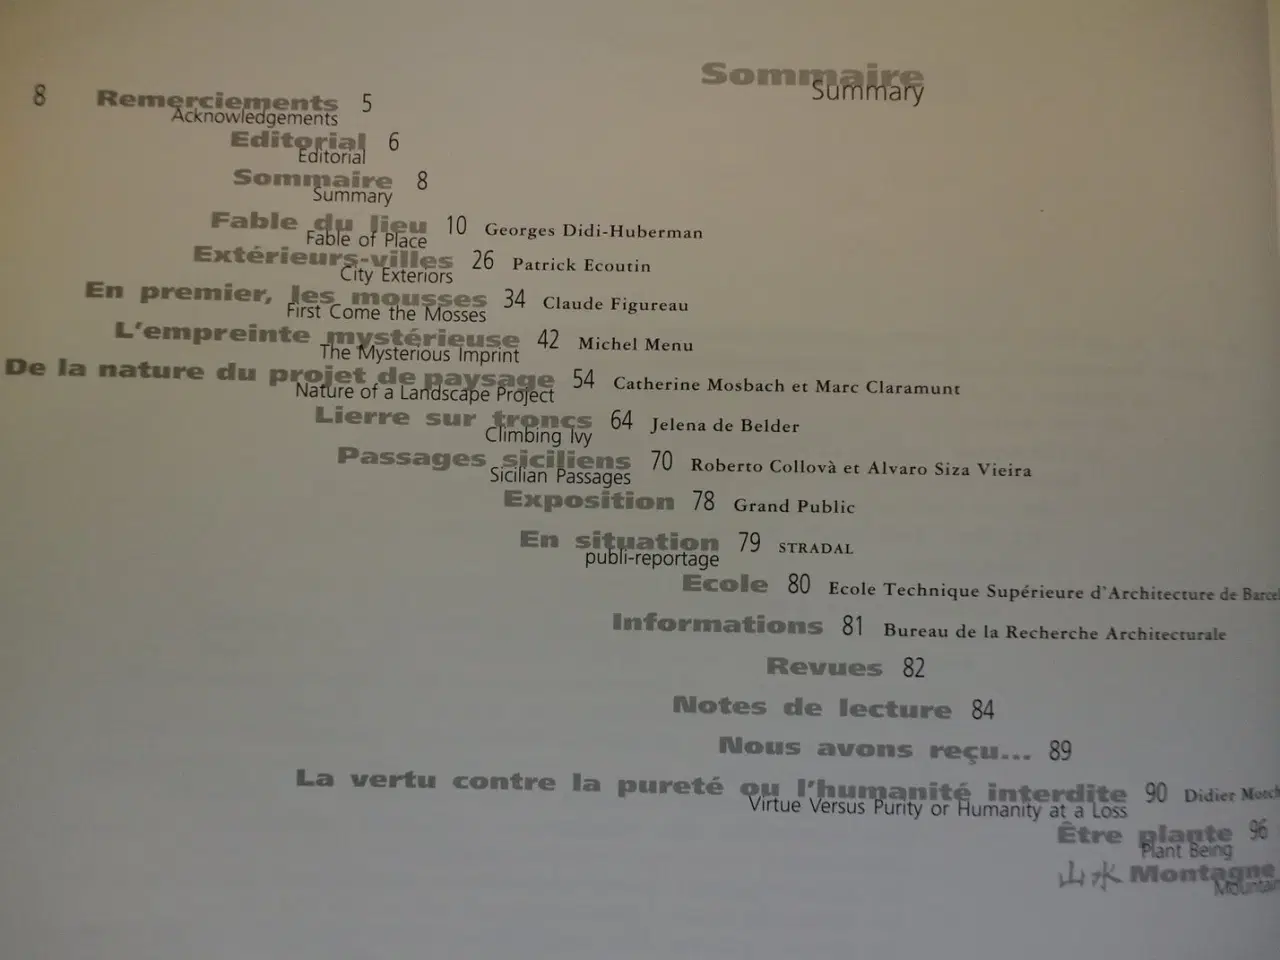 Sommaire
Summary
8 Remerciements 5
Acknowledgements
Editorial 6
Editorial
Sommaire 8
Summary
Fable du lieu 10 Georges Didi-Huberman
Fable of Place
Extérieurs-villes 26 Patrick Ecoutin
City Exteriors
En premier, les mousses 34 Claude Figureau
First Come the Mosses
L'empreinte mystérieuse 42 Michel Menu
The Mysterious Imprint
De la nature du projet de paysage 54 Catherine Mosbach et Marc Claramunt
Nature of a Landscape Project
Lierre sur troncs 64 Jelena de Belder
Climbing Ivy
Passages siciliens 70 Roberto Collovà et Alvaro Siza Vieira
Sicilian Passages
Exposition 78 Grand Public
En situation 79 STRADAL
publi-reportage
Ecole 80 Ecole Technique Supérieure d'Architecture de
Informations 81 Bureau de la Recherche Architecturale
Revues 82
Notes de lecture 84
Nous avons reçu... 89
La vertu contre la pureté ou l'humanité interdite 90 Didier
Virtue Versus Purity or Humanity at a Loss
Être plante 96
Plant Being
山水 Montagne
Mountain